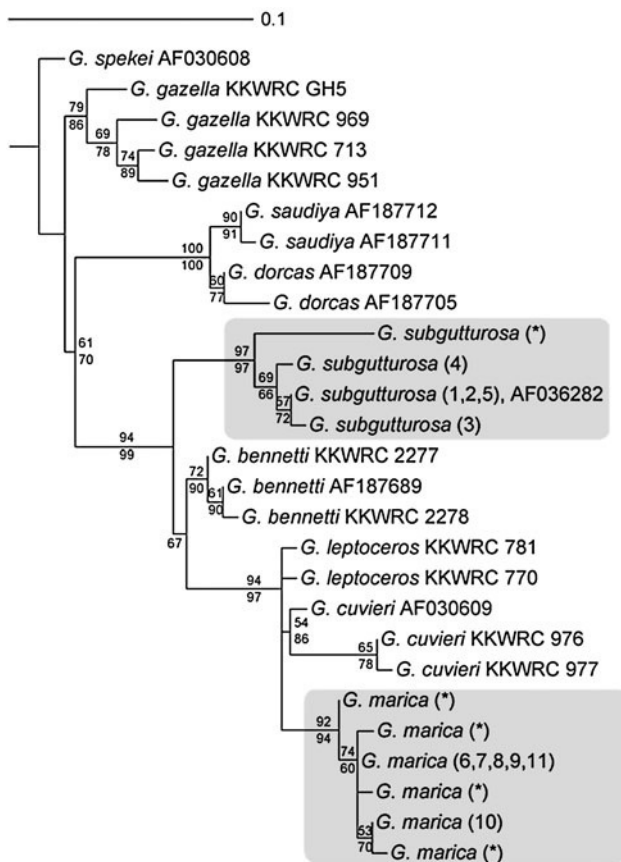 0.1
G. spekei AF030608
G. gazella KKWRC GH5
79
86
G. gazella KKWRC 969
69
78
G. gazella KKWRC 713
74
89
G. gazella KKWRC 951
G. saudiya AF187712
90
91
G. saudiya AF187711
100
100
G. dorcas AF187709
60
77
G. dorcas AF187705
G. subgutturosa (*)
61
70
97
97
G. subgutturosa (4)
69
66
G. subgutturosa (1,2,5), AF036282
57
72
G. subgutturosa (3)
94
99
G. bennetti KKWRC 2277
72
90
G. bennetti AF187689
61
90
G. bennetti KKWRC 2278
67
G. leptoceros KKWRC 781
94
97
G. leptoceros KKWRC 770
G. cuvieri AF030609
54
86
G. cuvieri KKWRC 976
65
78
G. cuvieri KKWRC 977
G. marica (*)
92
94
G. marica (*)
74
60
G. marica (6,7,8,9,11)
G. marica (*)
G. marica (10)
53
70
G. marica (*)